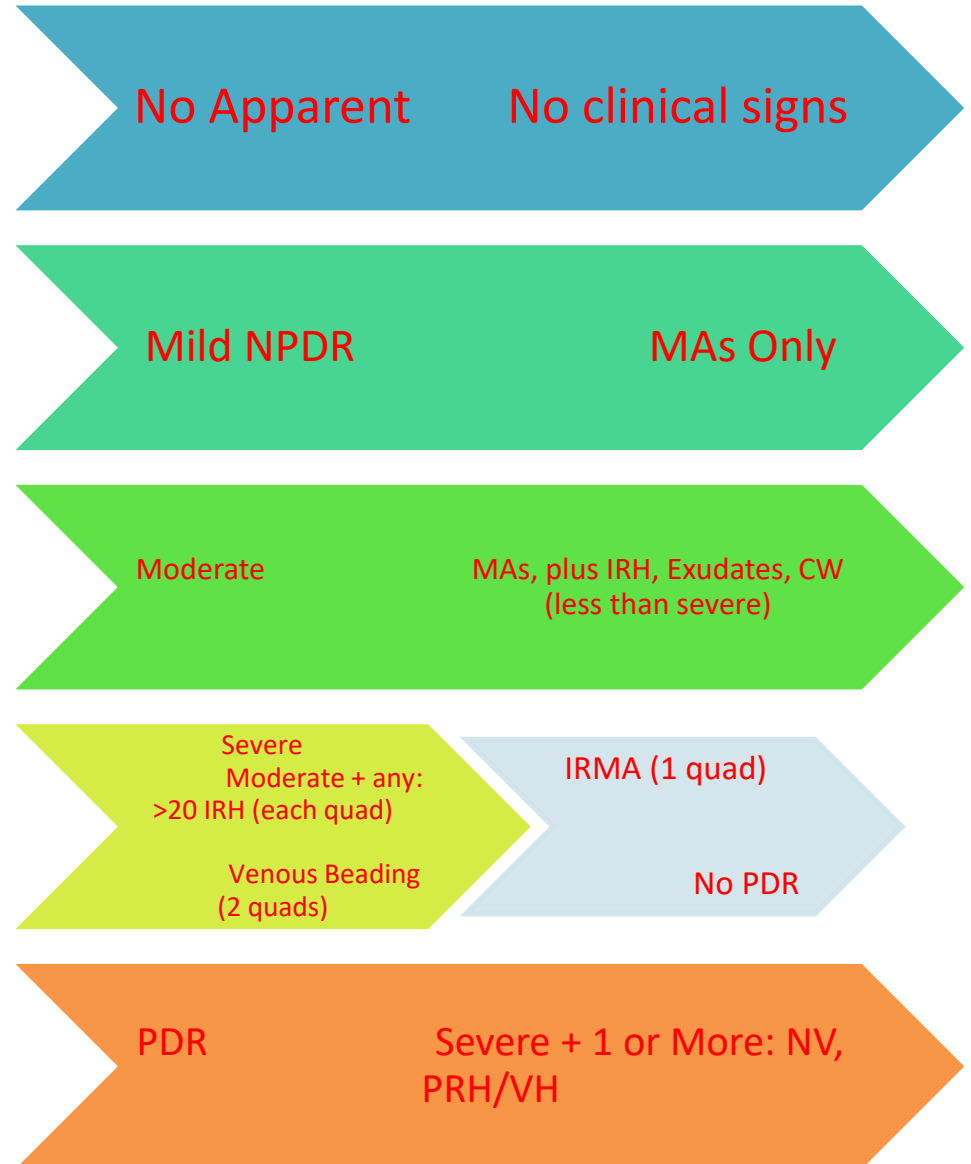 No Apparent No clinical signs
Mild NPDR MAs Only
Moderate MAs, plus IRH, Exudates, CW
(less than severe)
Severe
Moderate + any:
>20 IRH (each quad)
Venous Beading
(2 quads)
IRMA (1 quad)
No PDR
PDR Severe + 1 or More: NV,
PRH/VH